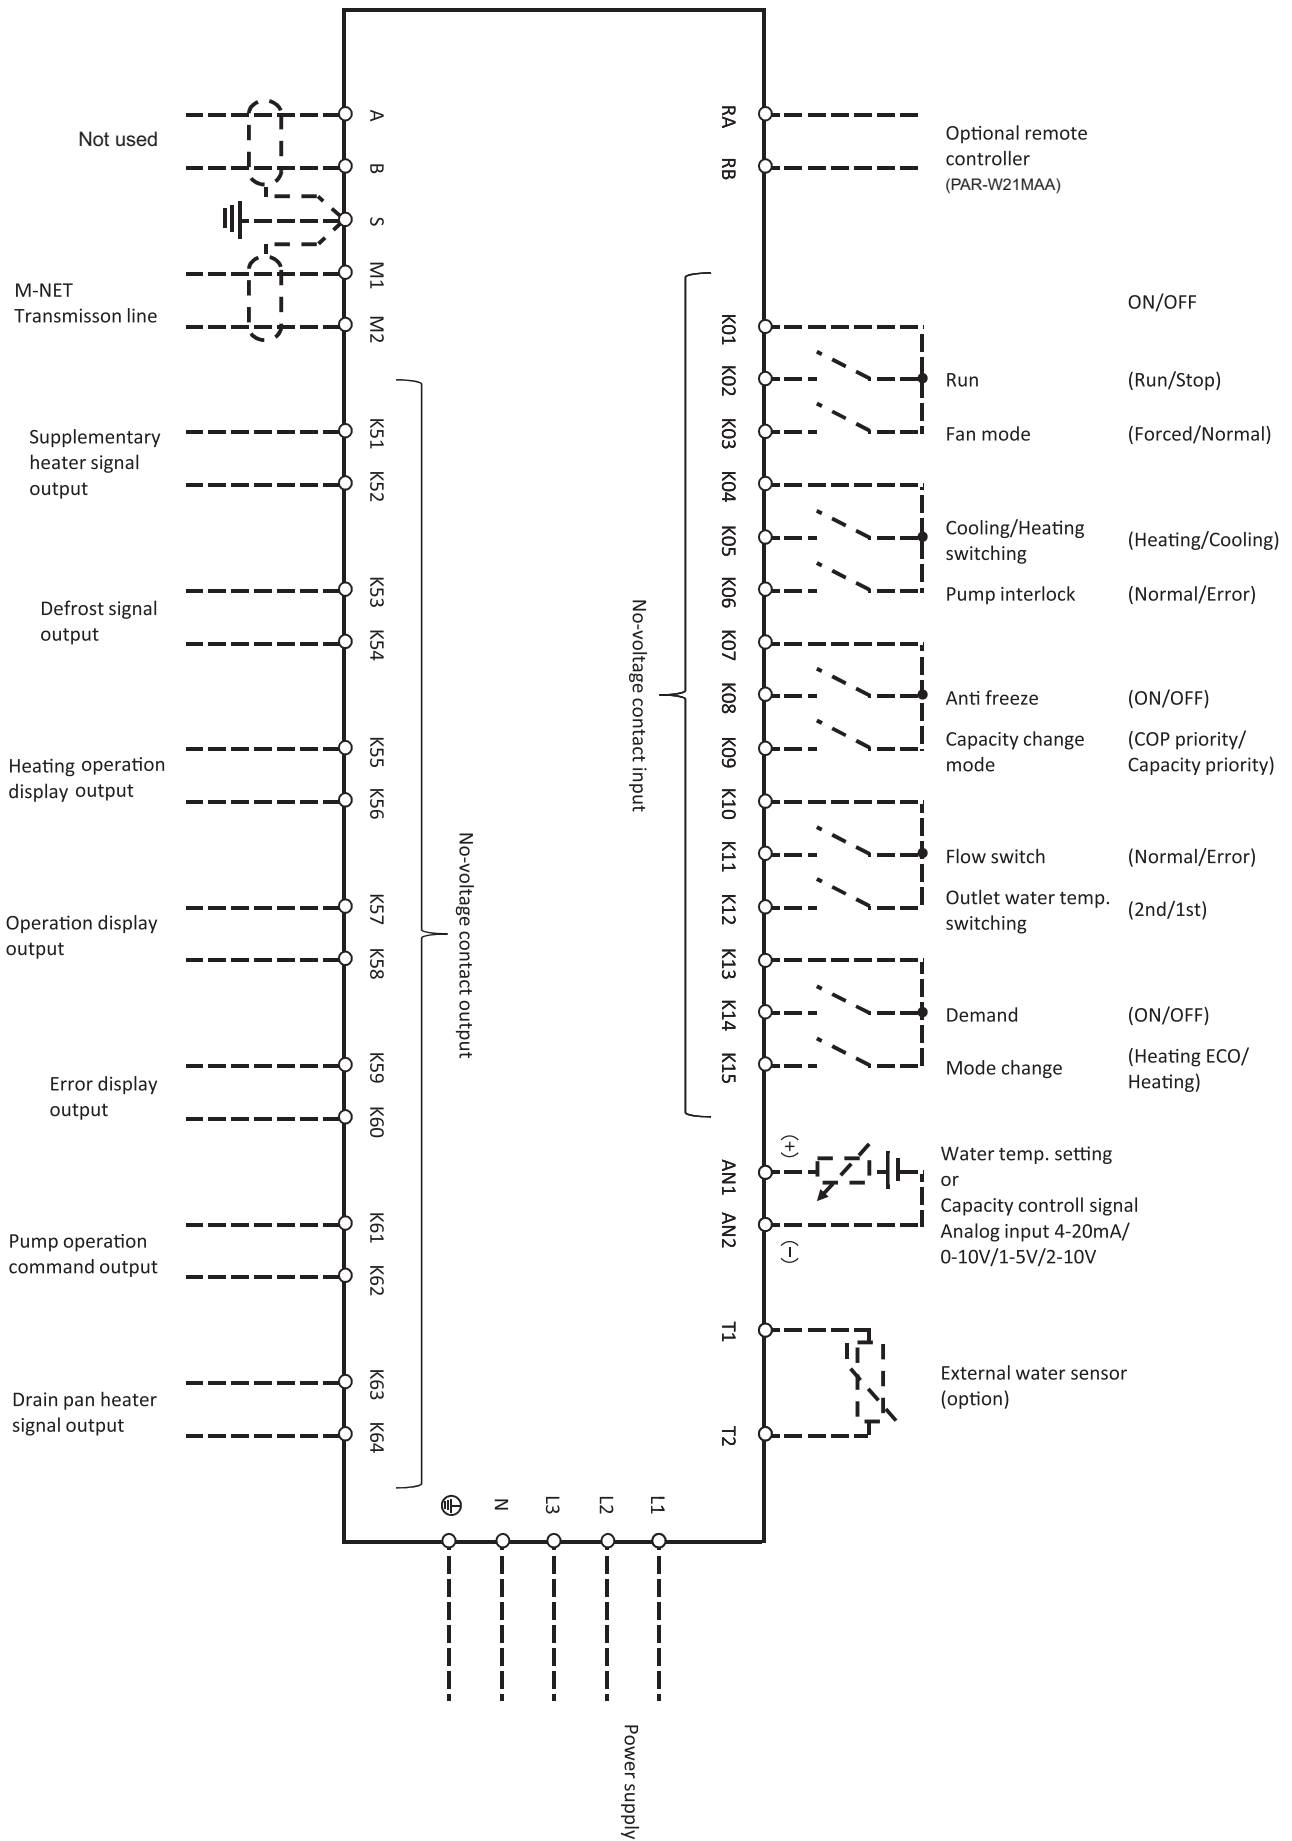 Not used
M-NET
Transmisson line
Supplementary
heater signal
output
Defrost signal
output
Heating operation
display output
Operation display
output
Error display
output
Pump operation
command output
Drain pan heater
signal output
A
B
S
M1
M2
K51
K52
K53
K54
K55
K56
K57
K58
K59
K60
K61
K62
K63
K64
No-voltage contact output
No-voltage contact input
RA
RB
K01
K02
K03
K04
K05
K06
K07
K08
K09
K10
K11
K12
K13
K14
K15
AN1
AN2
T1
T2
(+)
(−)
Optional remote
controller
(PAR-W21MAA)
ON/OFF
Run (Run/Stop)
Fan mode (Forced/Normal)
Cooling/Heating
switching
(Heating/Cooling)
Pump interlock (Normal/Error)
Anti freeze (ON/OFF)
Capacity change
mode
(COP priority/
Capacity priority)
Flow switch (Normal/Error)
Outlet water temp.
switching
(2nd/1st)
Demand (ON/OFF)
Mode change
(Heating ECO/
Heating)
Water temp. setting
or
Capacity controll signal
Analog input 4-20mA/
0-10V/1-5V/2-10V
External water sensor
(option)
N
L3
L2
L1
Power supply